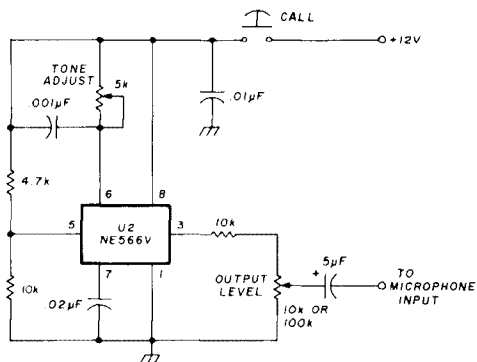 CALL
+12V
TONE
ADJUST
5k
.001µF
.01µF
4.7k
6
8
5
U2
NE566V
3
10k
7
1
10k
.02µF
OUTPUT
LEVEL
+
5µF
10k OR
100k
TO
MICROPHONE
INPUT